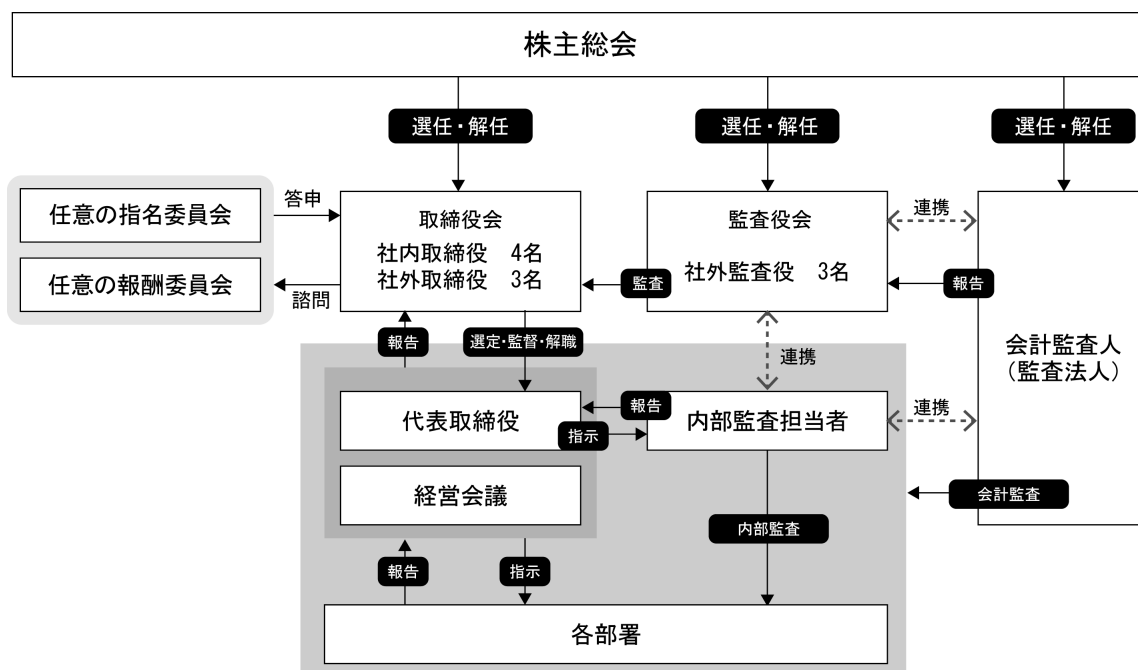 株主総会
選任・解任
選任・解任
選任・解任
任意の指名委員会
任意の報酬委員会
答申
諮問
取締役会
社内取締役 4名
社外取締役 3名
監査
監査役会
社外監査役 3名
連携
報告
会計監査人
（監査法人）
報告
選定・監督・解職
連携
代表取締役
報告
指示
内部監査担当者
連携
経営会議
会計監査
内部監査
報告
指示
各部署